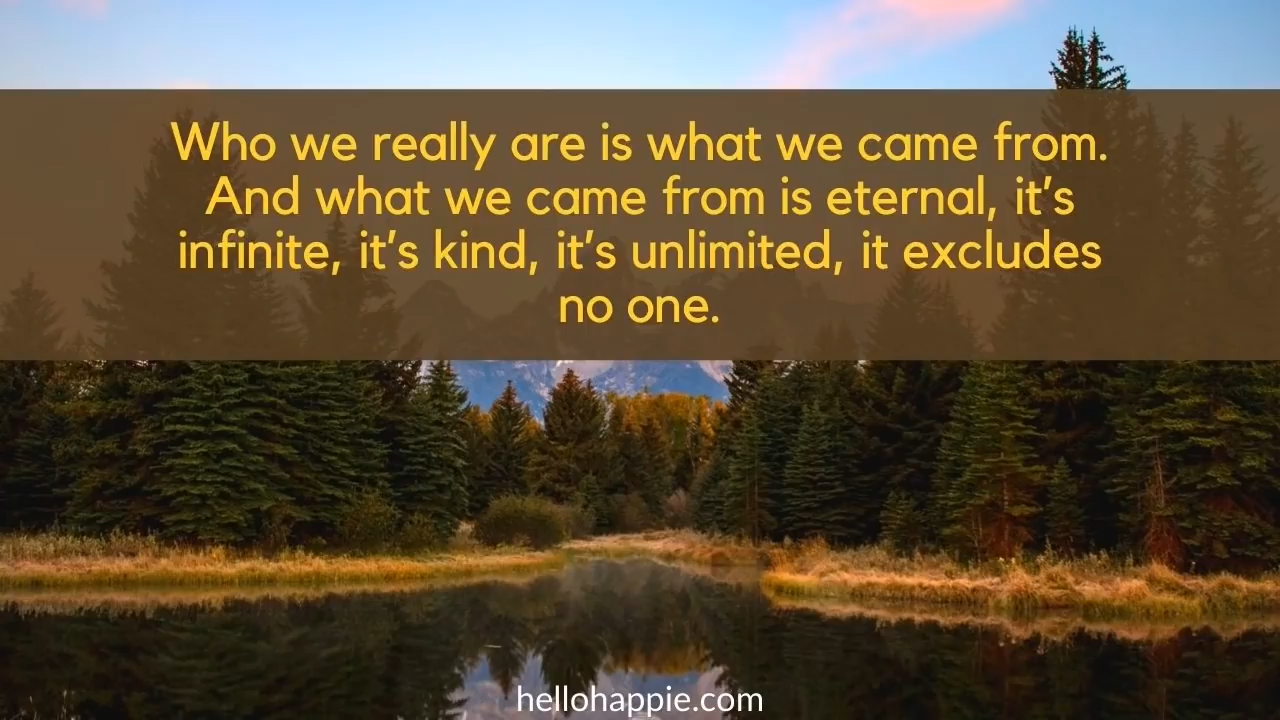 Who we really are is what we came from.
And what we came from is eternal, it’s
infinite, it’s kind, it’s unlimited, it excludes
no one.
hellohappie.com